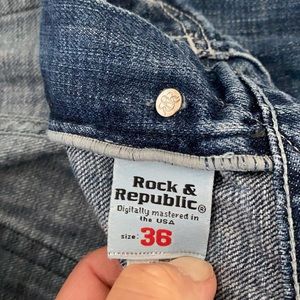 Rock &
Republic®
Digitally mastered in
the USA
size: 36